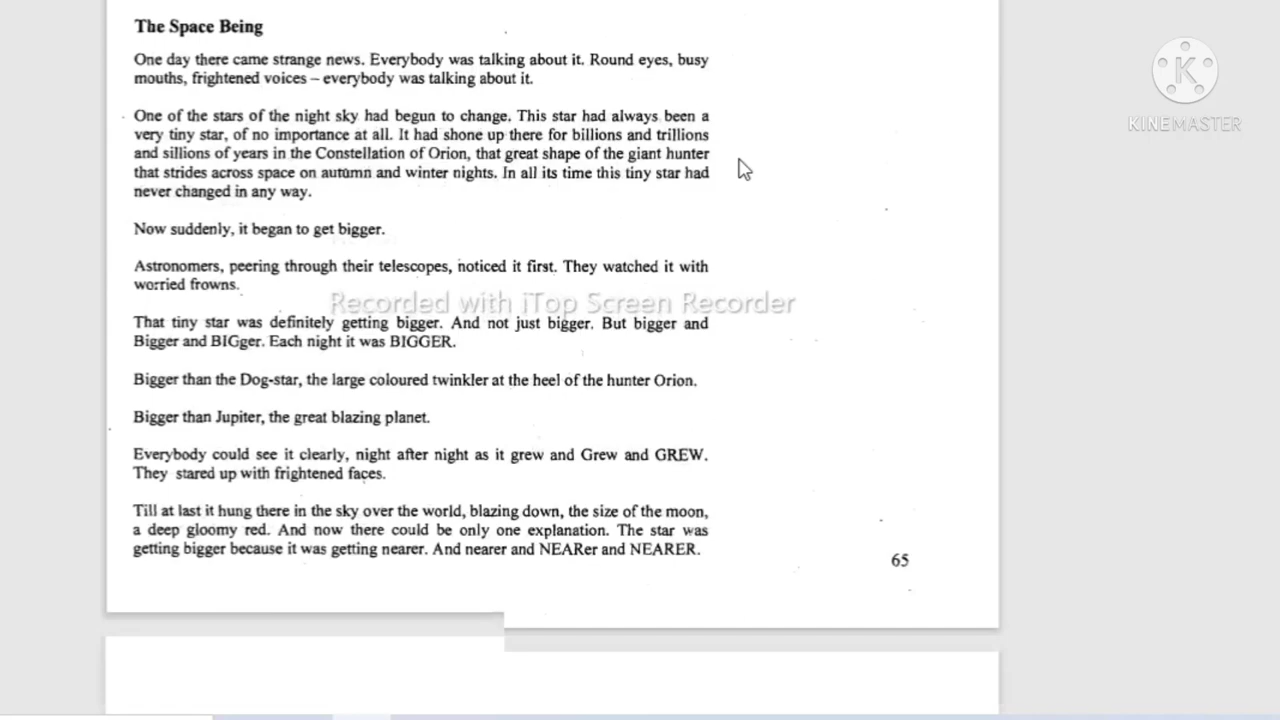 The Space Being
One day there came strange news. Everybody was talking about it. Round eyes, busy
mouths, frightened voices – everybody was talking about it.
One of the stars of the night sky had begun to change. This star had always been a
very tiny star, of no importance at all. It had shone up there for billions and trillions
and sillions of years in the Constellation of Orion, that great shape of the giant hunter
that strides across space on autumn and winter nights. In all its time this tiny star had
never changed in any way.
Now suddenly, it began to get bigger.
Astronomers, peering through their telescopes, noticed it first. They watched it with
worried frowns.
That tiny star was definitely getting bigger. And not just bigger. But bigger and
Bigger and BIGger. Each night it was BIGGER.
Bigger than the Dog-star, the large coloured twinkler at the heel of the hunter Orion.
Bigger than Jupiter, the great blazing planet.
Everybody could see it clearly, night after night as it grew and Grew and GREW.
They stared up with frightened faces.
Till at last it hung there in the sky over the world, blazing down, the size of the moon,
a deep gloomy red. And now there could be only one explanation. The star was
getting bigger because it was getting nearer. And nearer and NEARer and NEARER.
65
Recorded with iTop Screen Recorder
K
KINEMASTER